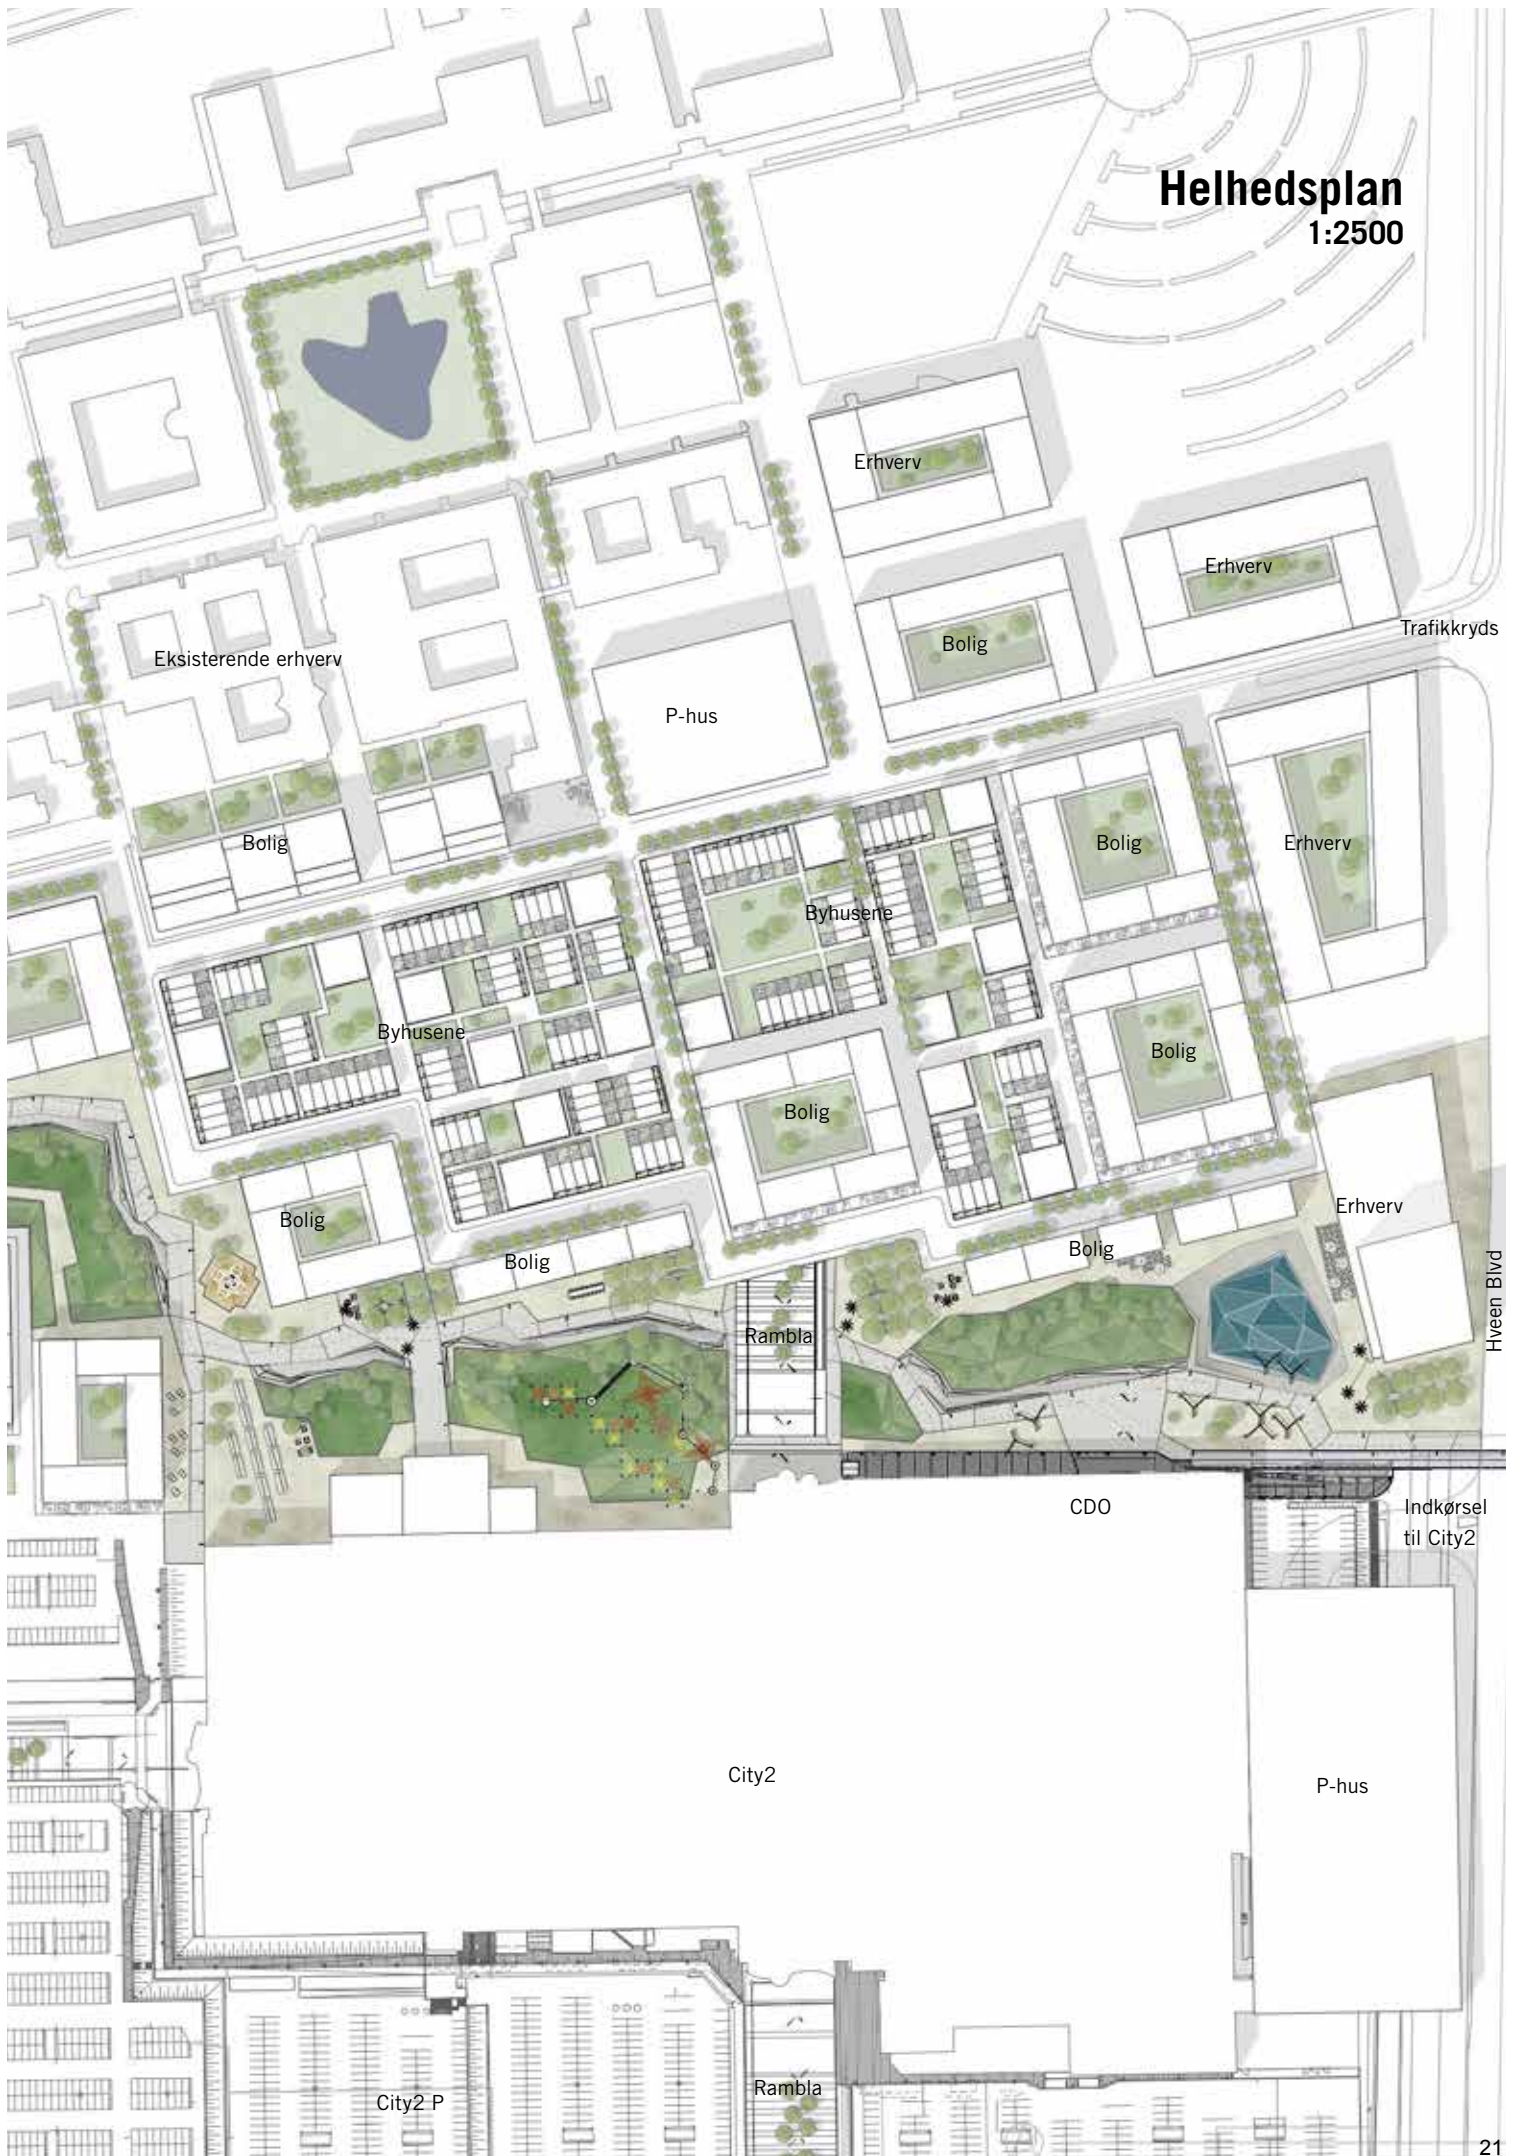 Helhedsplan
1:2500
Erhverv
Erhverv
Trafikkryds
Bolig
Eksisterende erhverv
P-hus
Bolig
Bolig
Erhverv
Byhusene
Byhusene
Bolig
Bolig
Bolig
Erhverv
Bolig
Bolig
Hveen Blvd
Rambla
CDO
Indkørsel
til City2
City2
P-hus
Rambla
City2 P
21